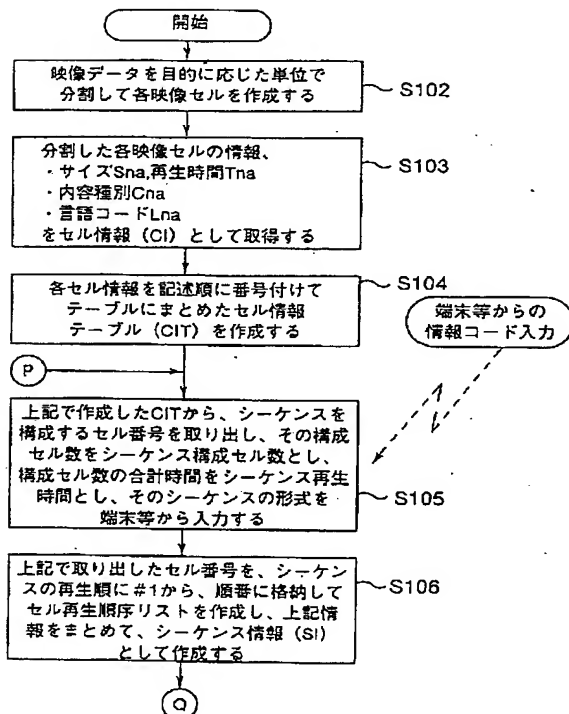 開始
映像データを目的に応じた単位で
分割して各映像セルを作成する
S102
分割した各映像セルの情報、
・サイズSna,再生時間Tna
・内容種別Cna
・言語コードLna
をセル情報（CI）として取得する
S103
各セル情報を記述順に番号付けて
テーブルにまとめたセル情報
テーブル（CIT）を作成する
S104
端末等からの
情報コード入力
P
上記で作成したCITから、シーケンスを
構成するセル番号を取り出し、その構成
セル数をシーケンス構成セル数とし、
構成セル数の合計時間をシーケンス再生
時間とし、そのシーケンスの形式を
端末等から入力する
S105
上記で取り出したセル番号を、シーケン
スの再生順に#1から、順番に格納して
セル再生順序リストを作成し、上記情
報をまとめて、シーケンス情報（SI）
として作成する
S106
Q